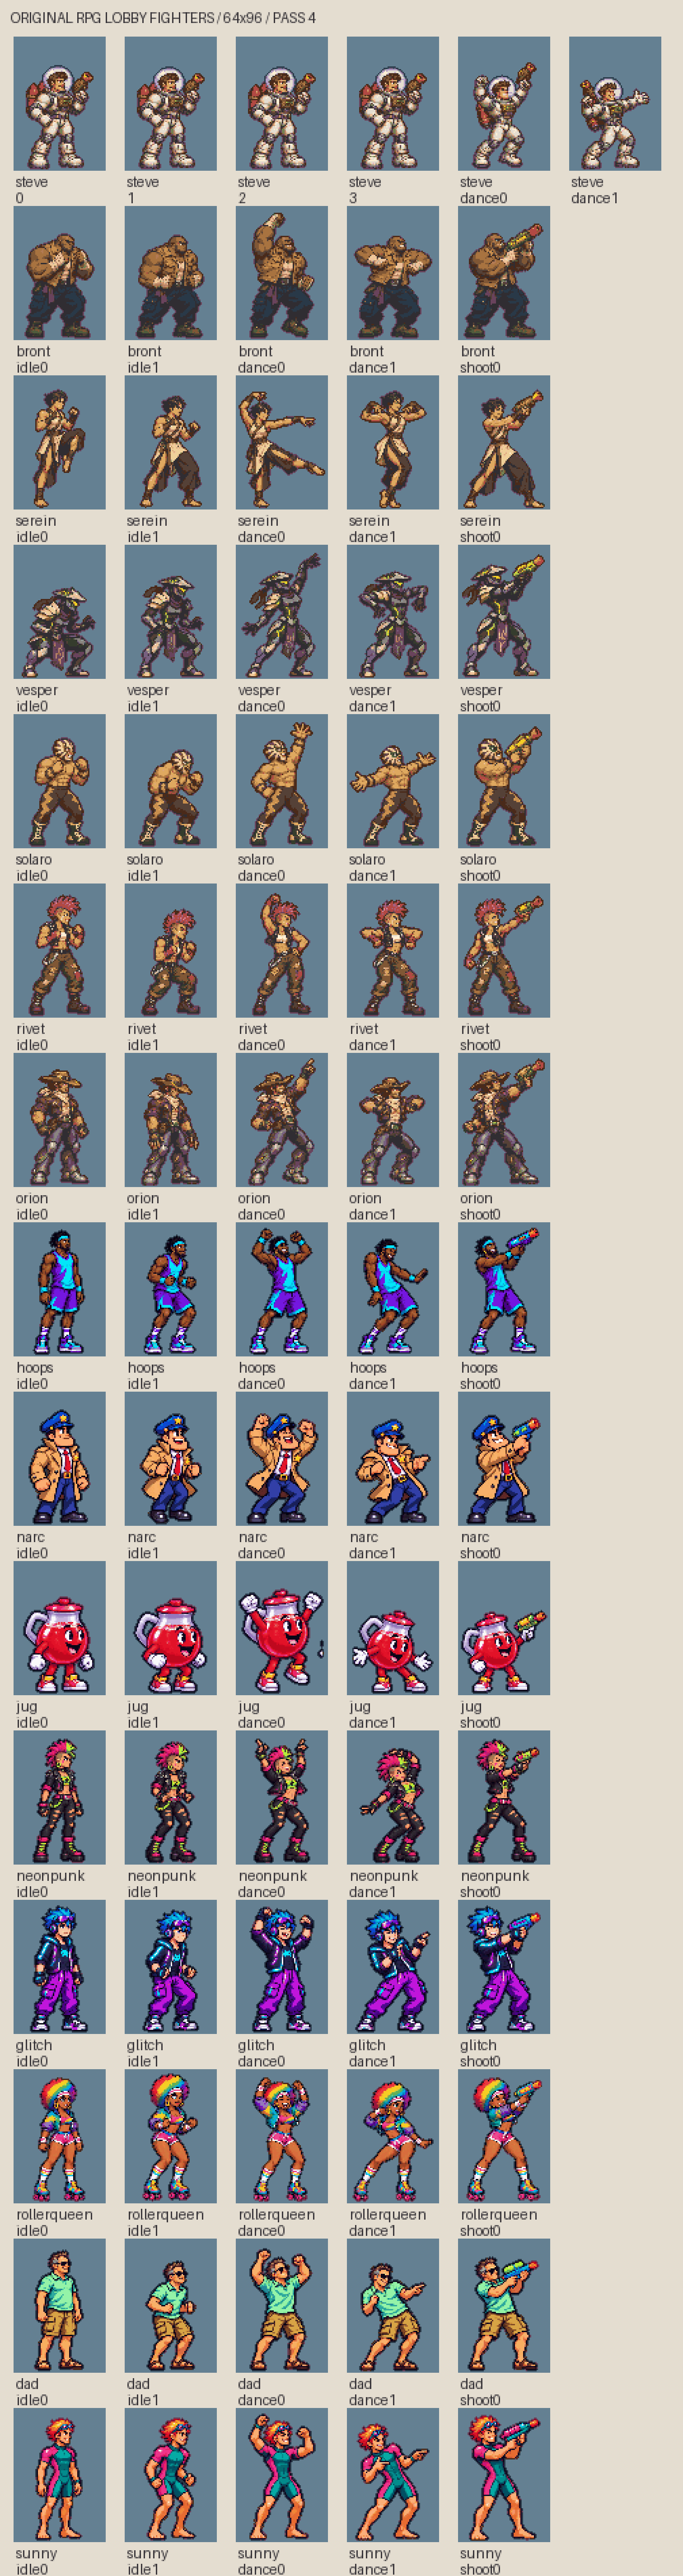 ORIGINAL RPG LOBBY FIGHTERS / 64x96 / PASS 4
steve steve steve steve steve steve
0 1 2 3 dance0 dance1
bront bront bront bront bront
idle0 idle1 dance0 dance1 shoot0
serein serein serein serein serein
idle0 idle1 dance0 dance1 shoot0
vesper vesper vesper vesper vesper
idle0 idle1 dance0 dance1 shoot0
solaro solaro solaro solaro solaro
idle0 idle1 dance0 dance1 shoot0
rivet rivet rivet rivet rivet
idle0 idle1 dance0 dance1 shoot0
orion orion orion orion orion
idle0 idle1 dance0 dance1 shoot0
hoops hoops hoops hoops hoops
idle0 idle1 dance0 dance1 shoot0
narc narc narc narc narc
idle0 idle1 dance0 dance1 shoot0
jug jug jug jug jug
idle0 idle1 dance0 dance1 shoot0
neonpunk neonpunk neonpunk neonpunk neonpunk
idle0 idle1 dance0 dance1 shoot0
glitch glitch glitch glitch glitch
idle0 idle1 dance0 dance1 shoot0
rollerqueen rollerqueen rollerqueen rollerqueen rollerqueen
idle0 idle1 dance0 dance1 shoot0
dad dad dad dad dad
idle0 idle1 dance0 dance1 shoot0
sunny sunny sunny sunny sunny
idle0 idle1 dance0 dance1 shoot0